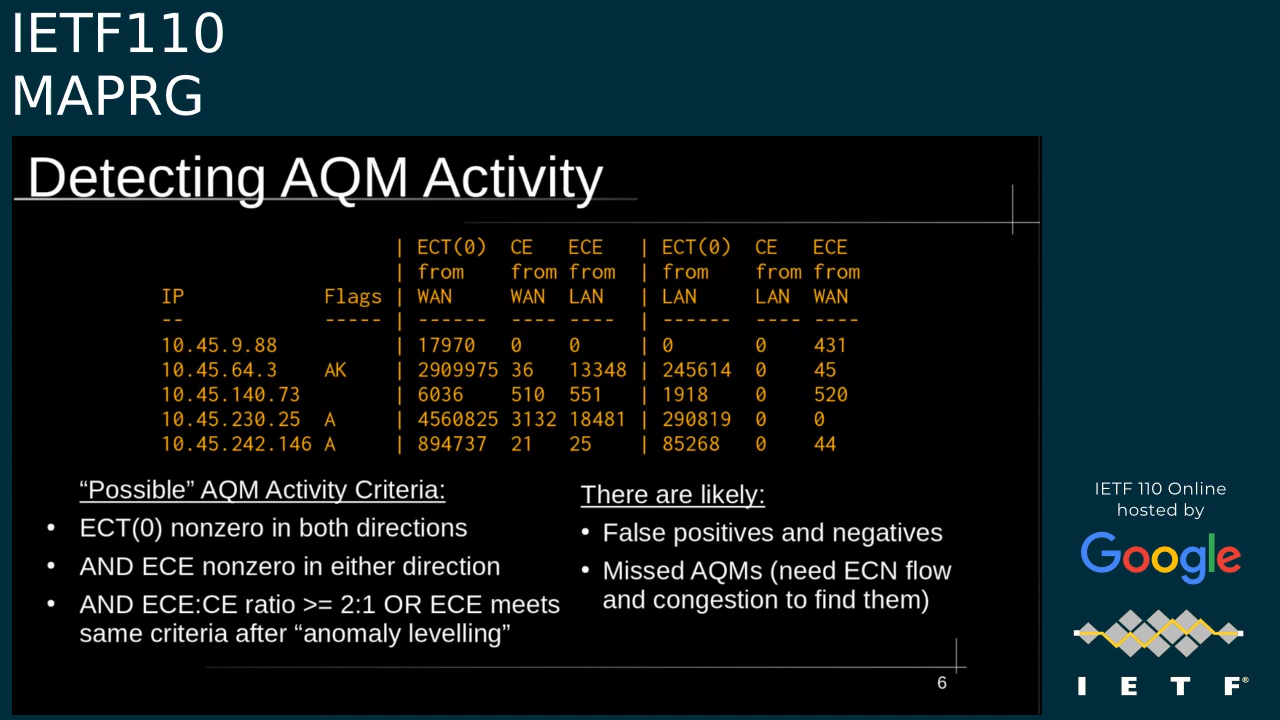 IETF110
MAPRG
Detecting AQM Activity
| ECT(0) CE ECE | ECT(0) CE ECE
| from from from | from from from
IP Flags | WAN WAN LAN | LAN LAN WAN
-- ----- | ------ ---- ---- | ------ ---- ----
10.45.9.88 | 17970 0 0 | 0 0 431
10.45.64.3 AK | 2909975 36 13348 | 245614 0 45
10.45.140.73 | 6036 510 551 | 1918 0 520
10.45.230.25 A | 4560825 3132 18481 | 290819 0 0
10.45.242.146 A | 894737 21 25 | 85268 0 44
“Possible” AQM Activity Criteria:
• ECT(0) nonzero in both directions
• AND ECE nonzero in either direction
• AND ECE:CE ratio >= 2:1 OR ECE meets
same criteria after “anomaly levelling”
There are likely:
• False positives and negatives
• Missed AQMs (need ECN flow
and congestion to find them)
6
IETF 110 Online
hosted by
Google
I E T F®